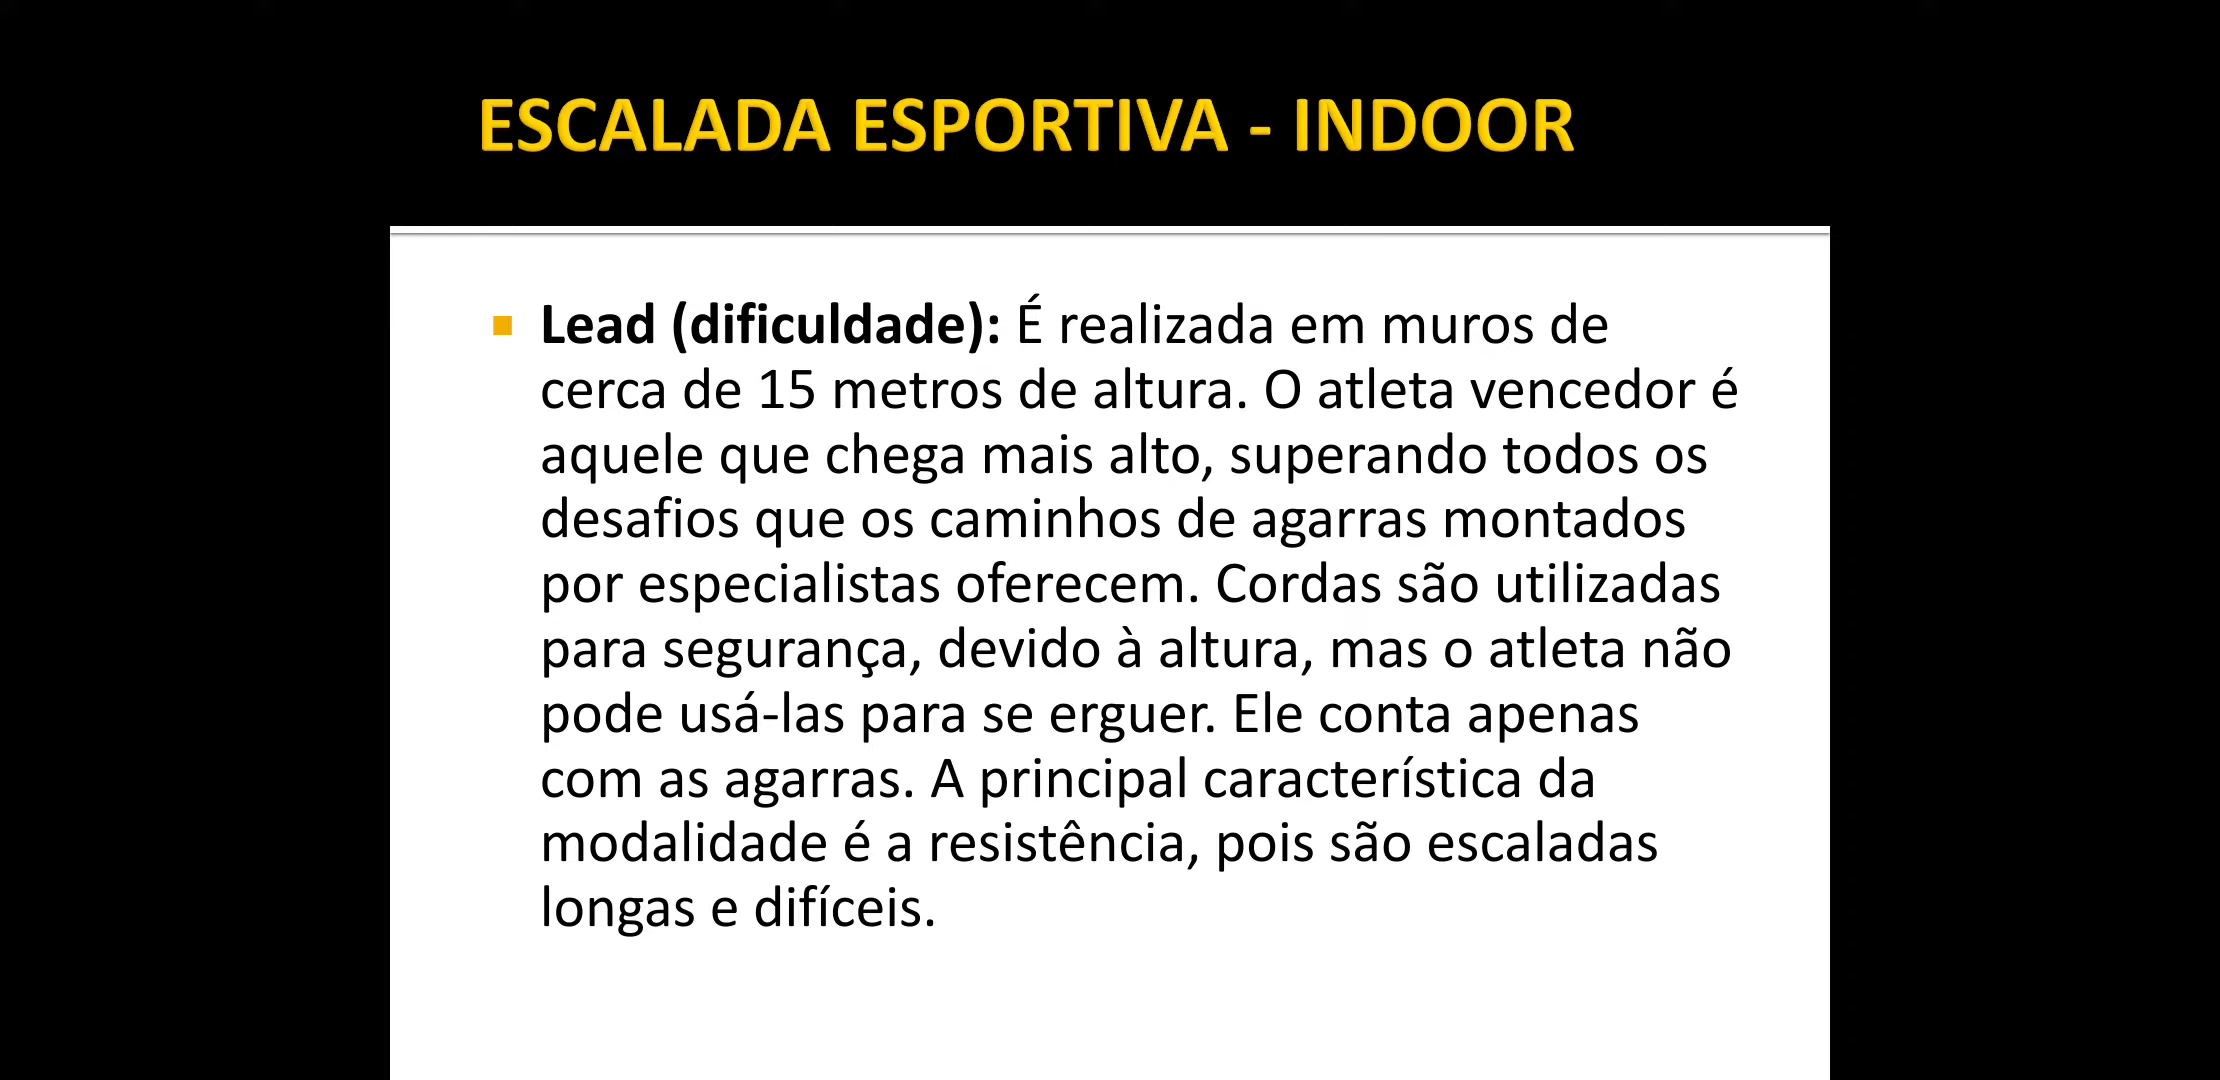 ESCALADA ESPORTIVA - INDOOR
Lead (dificuldade): É realizada em muros de
cerca de 15 metros de altura. O atleta vencedor é
aquele que chega mais alto, superando todos os
desafios que os caminhos de agarras montados
por especialistas oferecem. Cordas são utilizadas
para segurança, devido à altura, mas o atleta não
pode usá-las para se erguer. Ele conta apenas
com as agarras. A principal característica da
modalidade é a resistência, pois são escaladas
longas e difíceis.